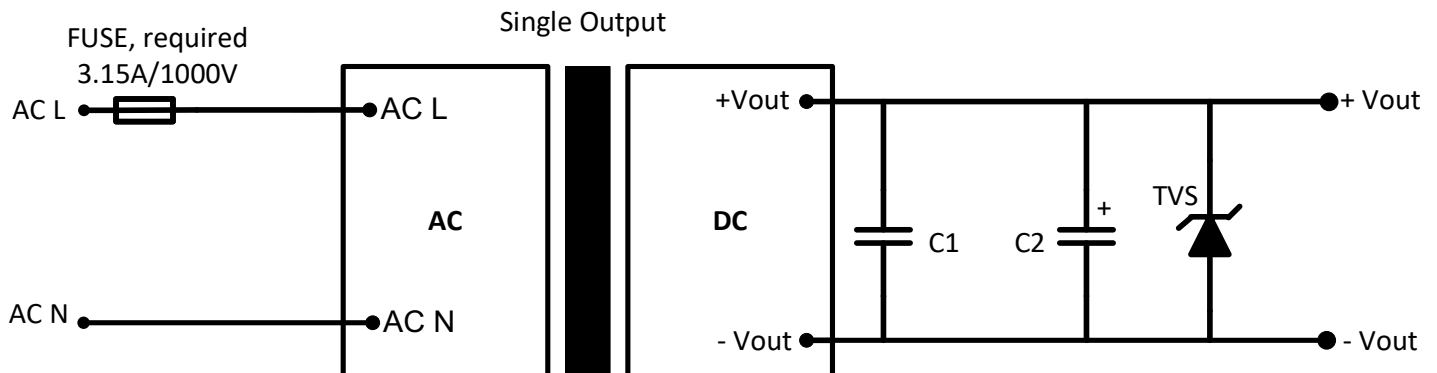 Single Output
FUSE, required
3.15A/1000V
AC L
AC L
+Vout
+ Vout
AC
DC
C1
C2
+
TVS
AC N
AC N
- Vout
- Vout